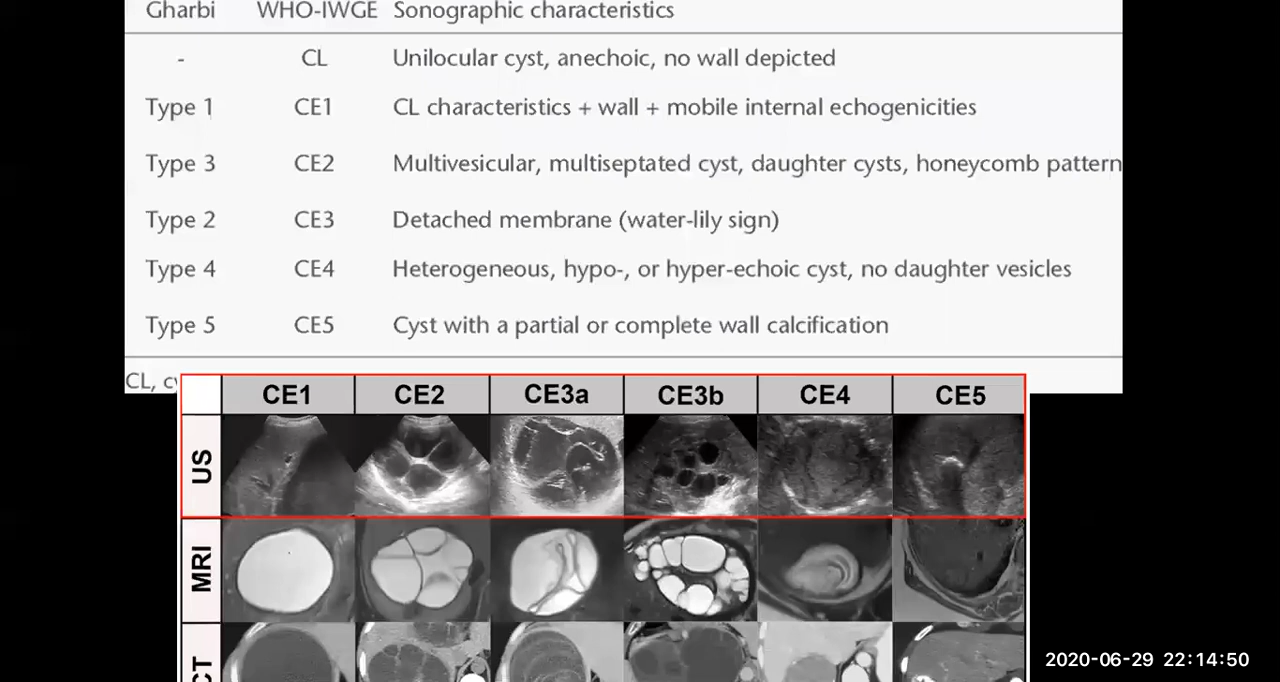 Gharbi WHO-IWGE Sonographic characteristics
- CL Unilocular cyst, anechoic, no wall depicted
Type 1 CE1 CL characteristics + wall + mobile internal echogenicities
Type 3 CE2 Multivesicular, multiseptated cyst, daughter cysts, honeycomb pattern
Type 2 CE3 Detached membrane (water-lily sign)
Type 4 CE4 Heterogeneous, hypo-, or hyper-echoic cyst, no daughter vesicles
Type 5 CE5 Cyst with a partial or complete wall calcification
CL,
CE1 CE2 CE3a CE3b CE4 CE5
US
MRI
CT
2020-06-29 22:14:50